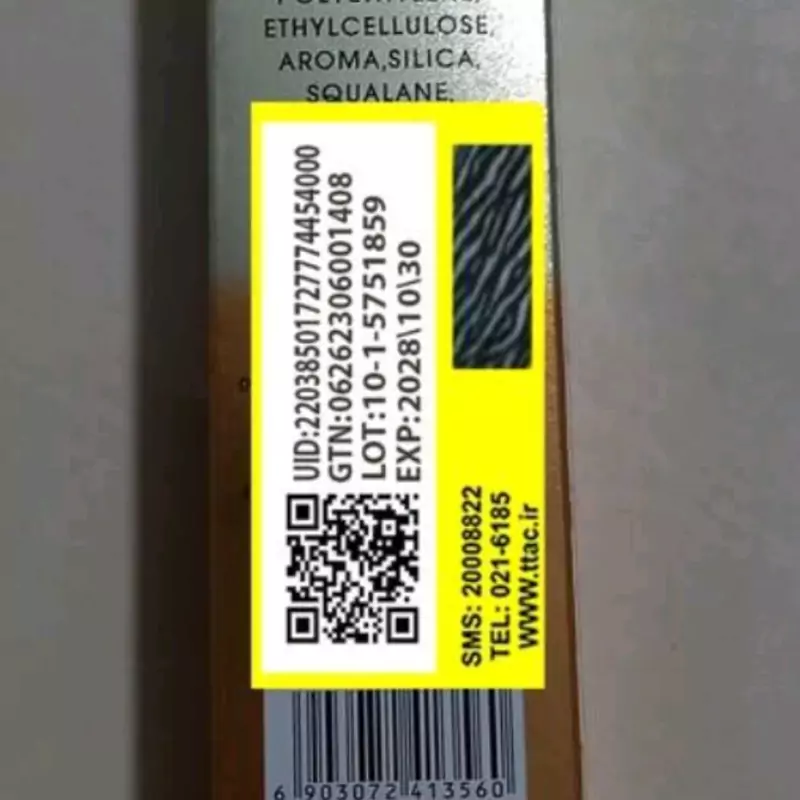 ETHYLCELLULOSE,
AROMA,SILICA,
SQUALANE,
UID:22038501727774454000
GTN:06262306001408
LOT:10-1-5751859
EXP:2028\10\30
SMS: 20008822
TEL: 021-6185
www.ttac.ir
6 903072 413560